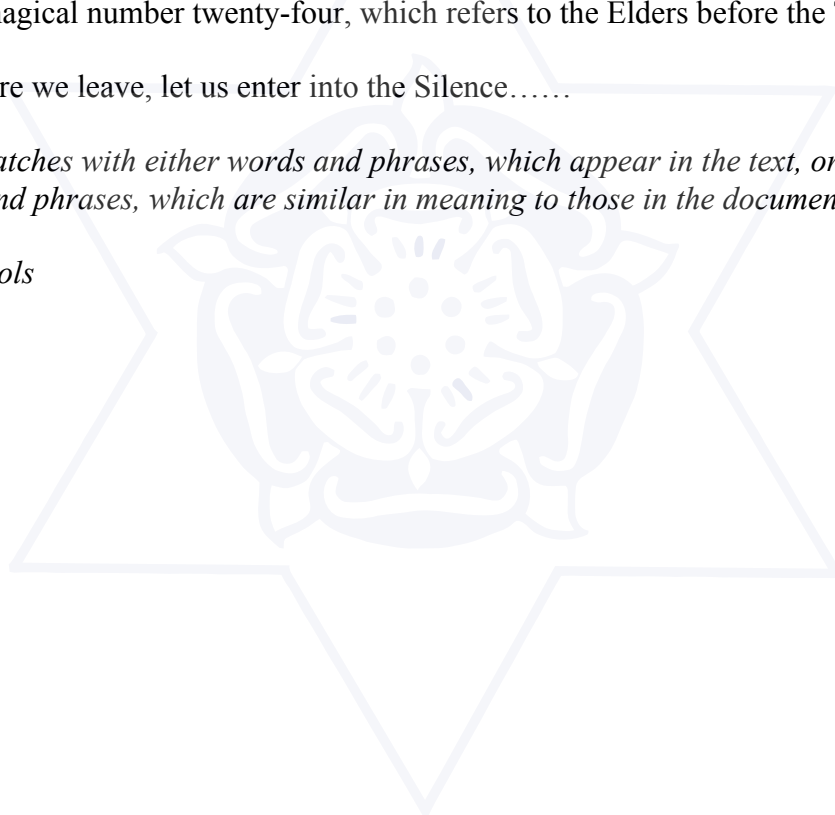 agical number twenty-four, which refers to the Elders before the
re we leave, let us enter into the Silence……
atches with either words and phrases, which appear in the text, or
nd phrases, which are similar in meaning to those in the documen
ols